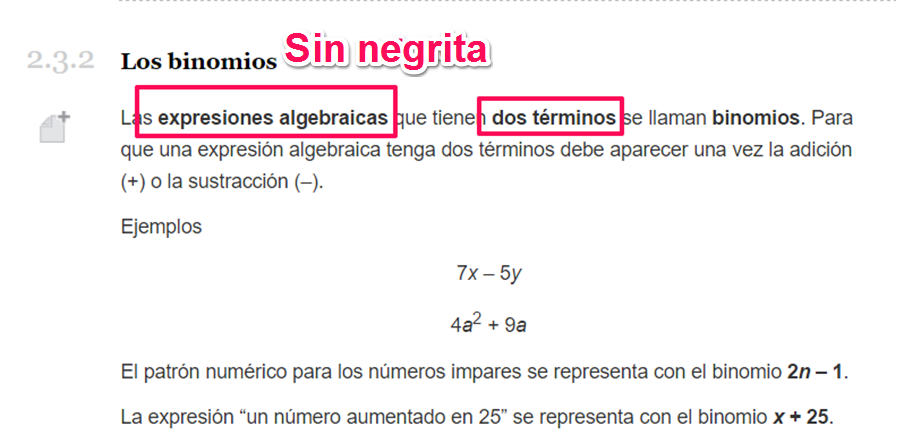 2.3.2 Los binomios Sin negrita
Las expresiones algebraicas que tienen dos términos se llaman binomios. Para
que una expresión algebraica tenga dos términos debe aparecer una vez la adición
(+) o la sustracción (–).
Ejemplos
7x – 5y
4a² + 9a
El patrón numérico para los números impares se representa con el binomio 2n – 1.
La expresión “un número aumentado en 25” se representa con el binomio x + 25.